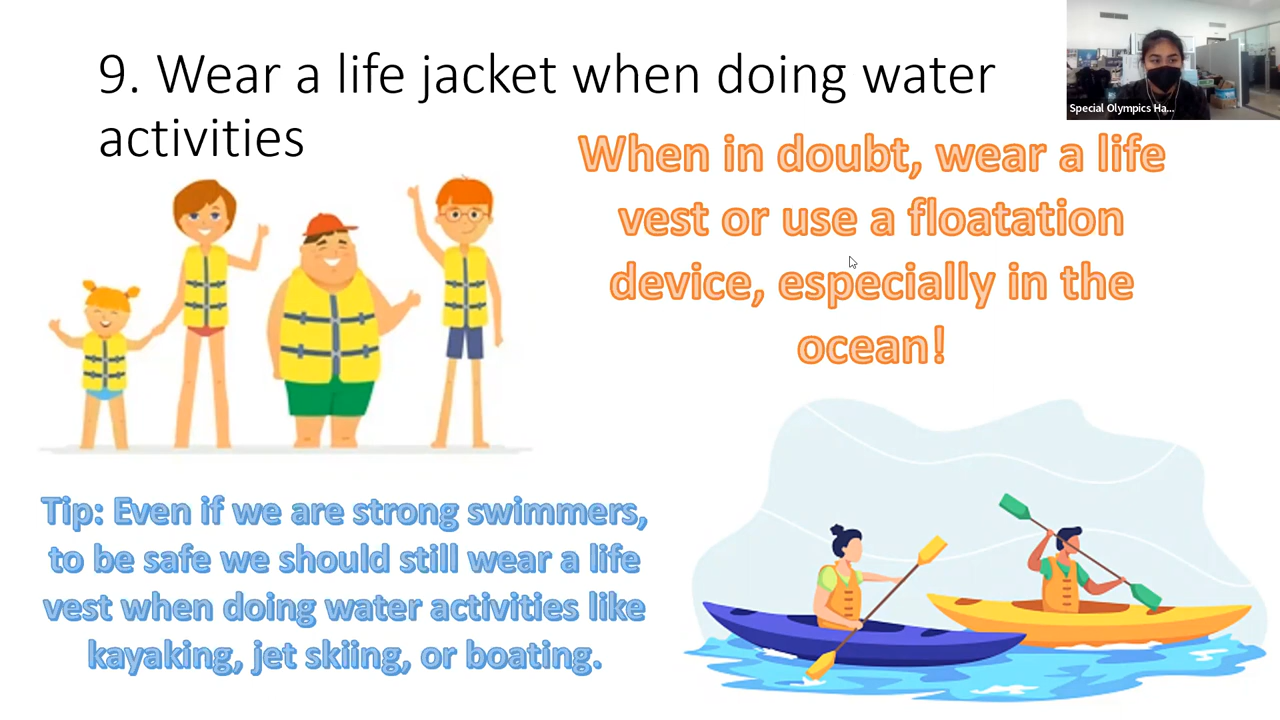 9. Wear a life jacket when doing water
activities
Special Olympics Ha...
When in doubt, wear a life
vest or use a floatation
device, especially in the
ocean!
Tip: Even if we are strong swimmers,
to be safe we should still wear a life
vest when doing water activities like
kayaking, jet skiing, or boating.